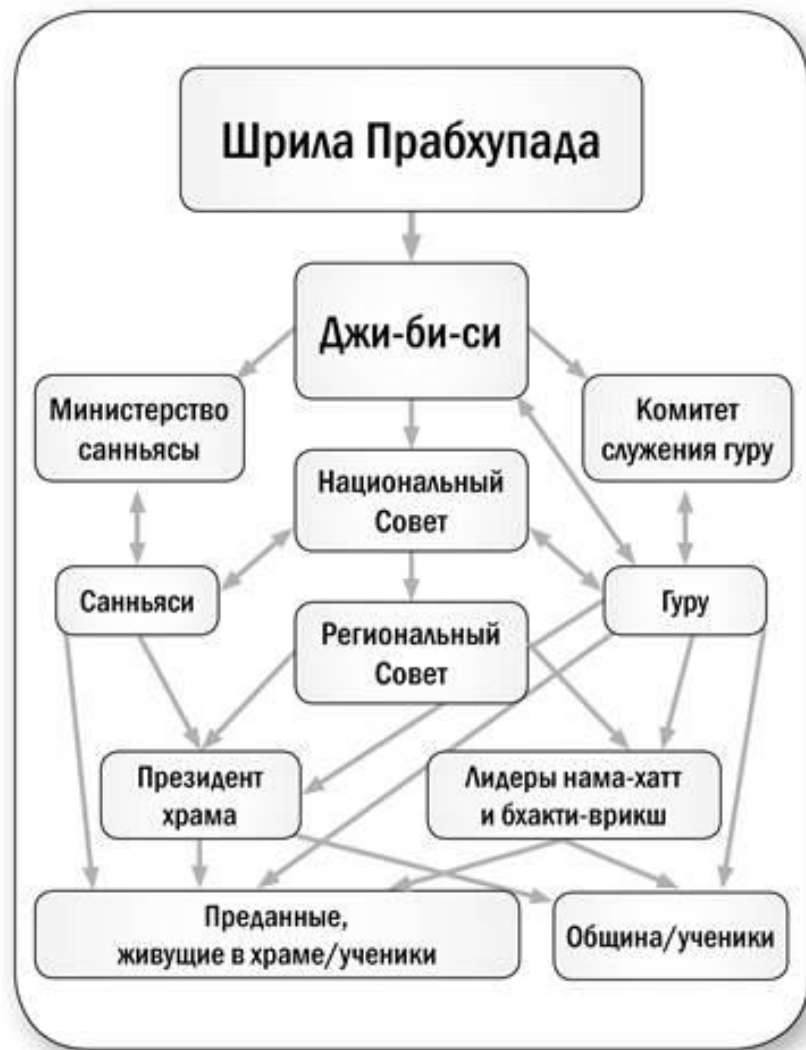 Шрила Прабхупада
Джи-би-си
Министерство
санньясы
Комитет
служения гуру
Национальный
Совет
Санньяси
Гуру
Региональный
Совет
Президент
храма
Лидеры нама-хатт
и бхакти-врикш
Преданные,
живущие в храме/ученики
Община/ученики